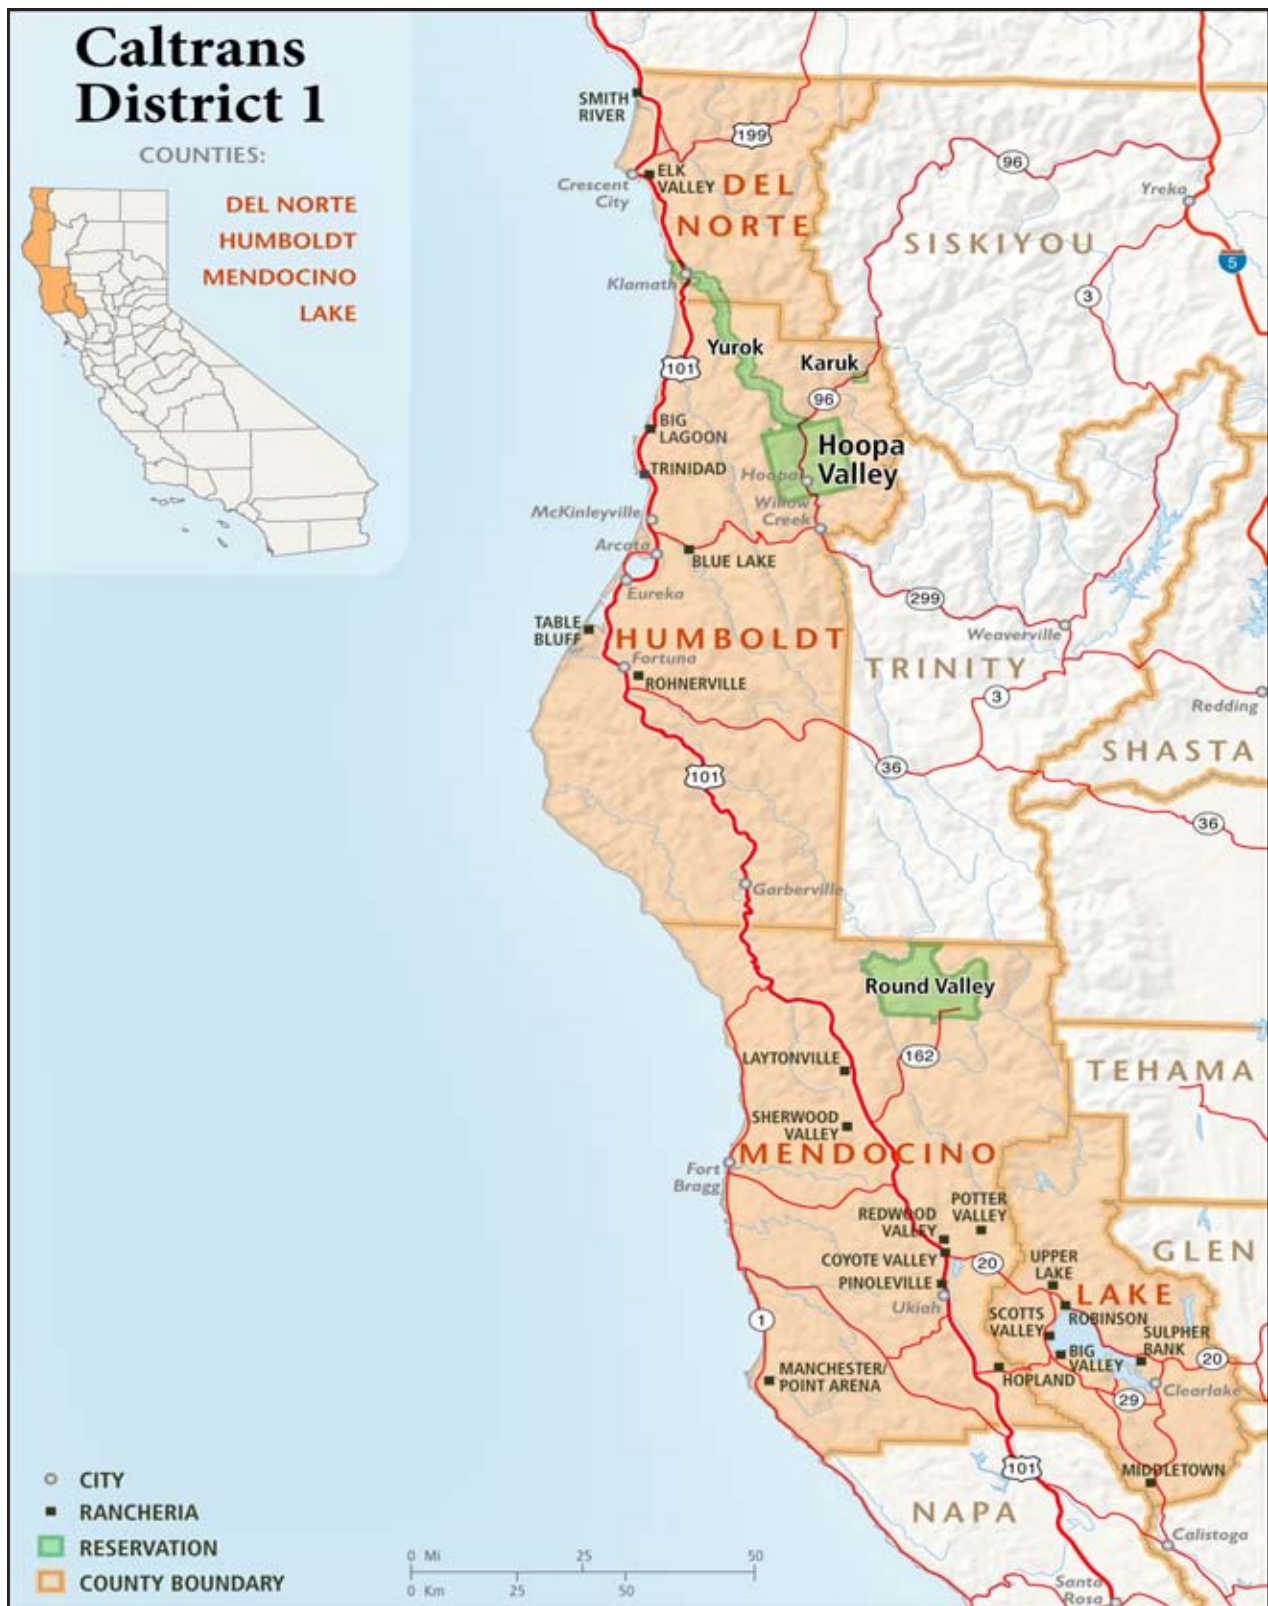 Caltrans
District 1
COUNTIES:
DEL NORTE
HUMBOLDT
MENDOCINO
LAKE
SMITH
RIVER
199
96
ELK
VALLEY
Crescent
City
DEL
NORTE
Yreka
SISKIYOU
5
Klamath
3
Yurok
Karuk
101
96
BIG
LAGOON
Hoopa
Valley
TRINIDAD
Hoopa
McKinleyville
Willow
Creek
Arcata
BLUE LAKE
Eureka
299
TABLE
BLUFF
HUMBOLDT
Weaverville
Fortuna
TRINITY
ROHNERVILLE
3
Redding
SHASTA
101
36
36
Garberville
Round Valley
LAYTONVILLE
162
TEHAMA
SHERWOOD
VALLEY
MENDOCINO
Fort
Bragg
POTTER
VALLEY
REDWOOD
VALLEY
COYOTE VALLEY
20
UPPER
LAKE
GLEN
PINOLEVILLE
Ukiah
LAKE
SCOTTS
VALLEY
ROBINSON
1
SULPHER
BANK
BIG
VALLEY
20
MANCHESTER/
POINT ARENA
HOPLAND
Clearlake
29
101
MIDDLETOWN
NAPA
Calistoga
Santa
Rosa
CITY
RANCHERIA
RESERVATION
COUNTY BOUNDARY
0 Mi 25 50
0 Km 25 50